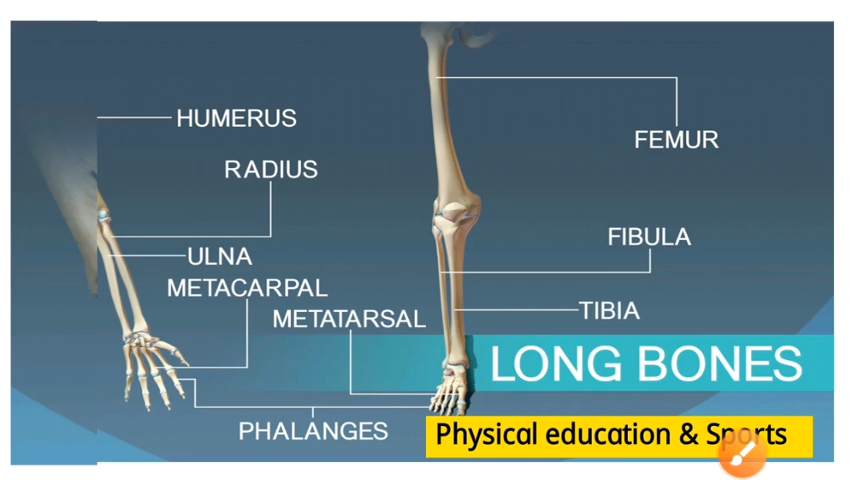 HUMERUS
FEMUR
RADIUS
FIBULA
ULNA
METACARPAL
TIBIA
METATARSAL
LONG BONES
PHALANGES
Physical education & Sports